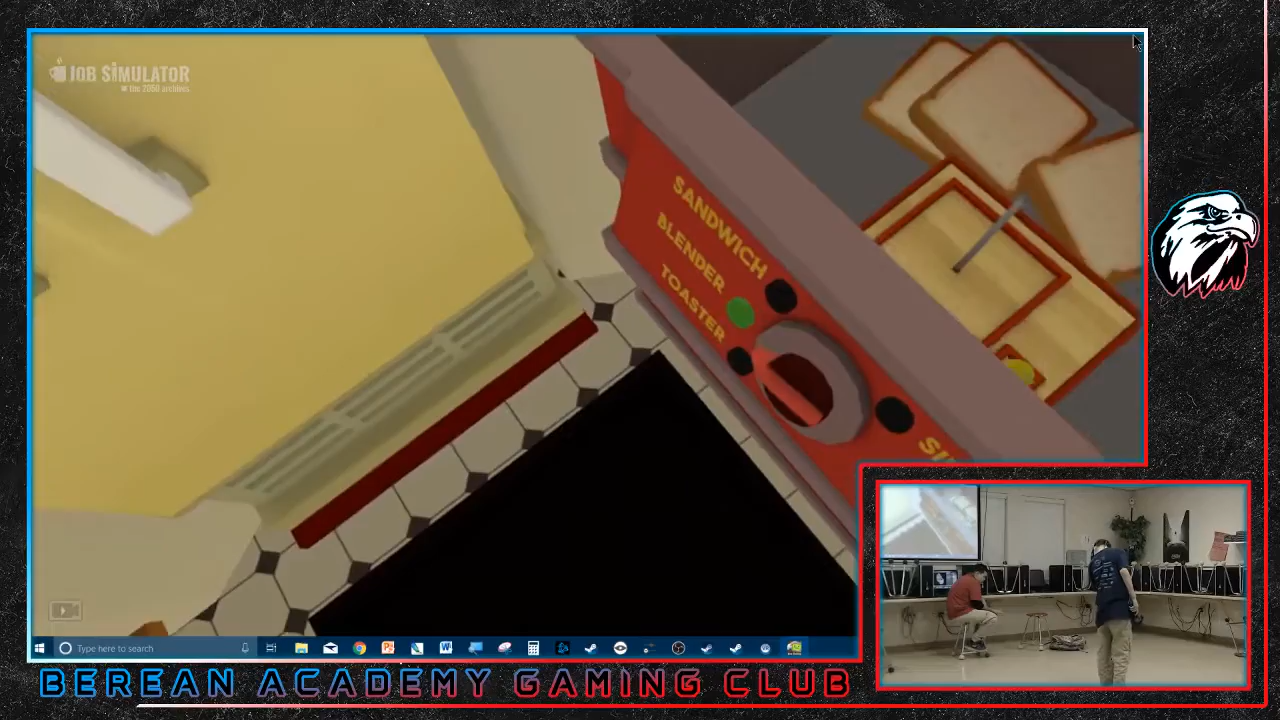 JOB SIMULATOR
the 2050 archives
SANDWICH
BLENDER
TOASTER
Type here to search
BEREAN ACADEMY GAMING CLUB